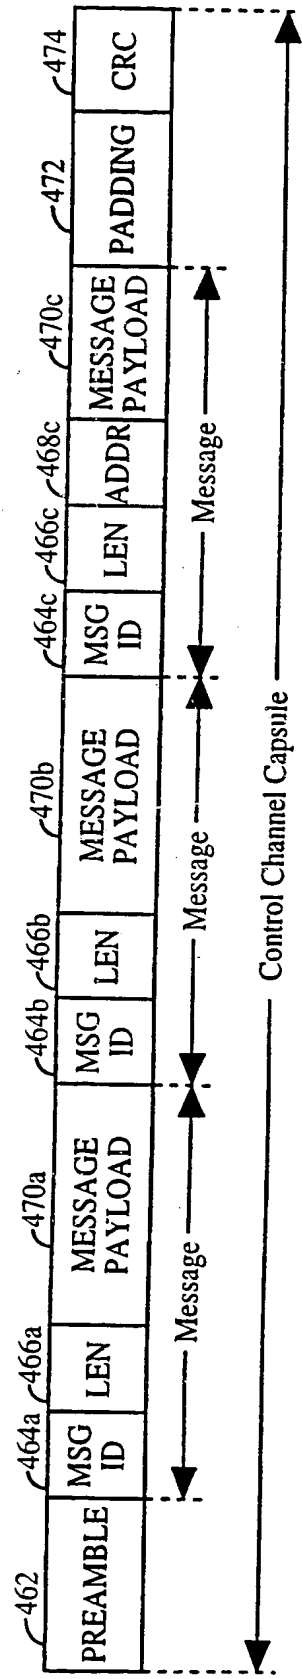 462 464a 466a 470a 464b 466b 470b 464c 466c 468c 470c 472 474
PREAMBLE
MSG
ID
LEN
MESSAGE
PAYLOAD
MSG
ID
LEN
MESSAGE
PAYLOAD
MSG
ID
LEN
ADDR
MESSAGE
PAYLOAD
PADDING
CRC
Message
Message
Message
Control Channel Capsule